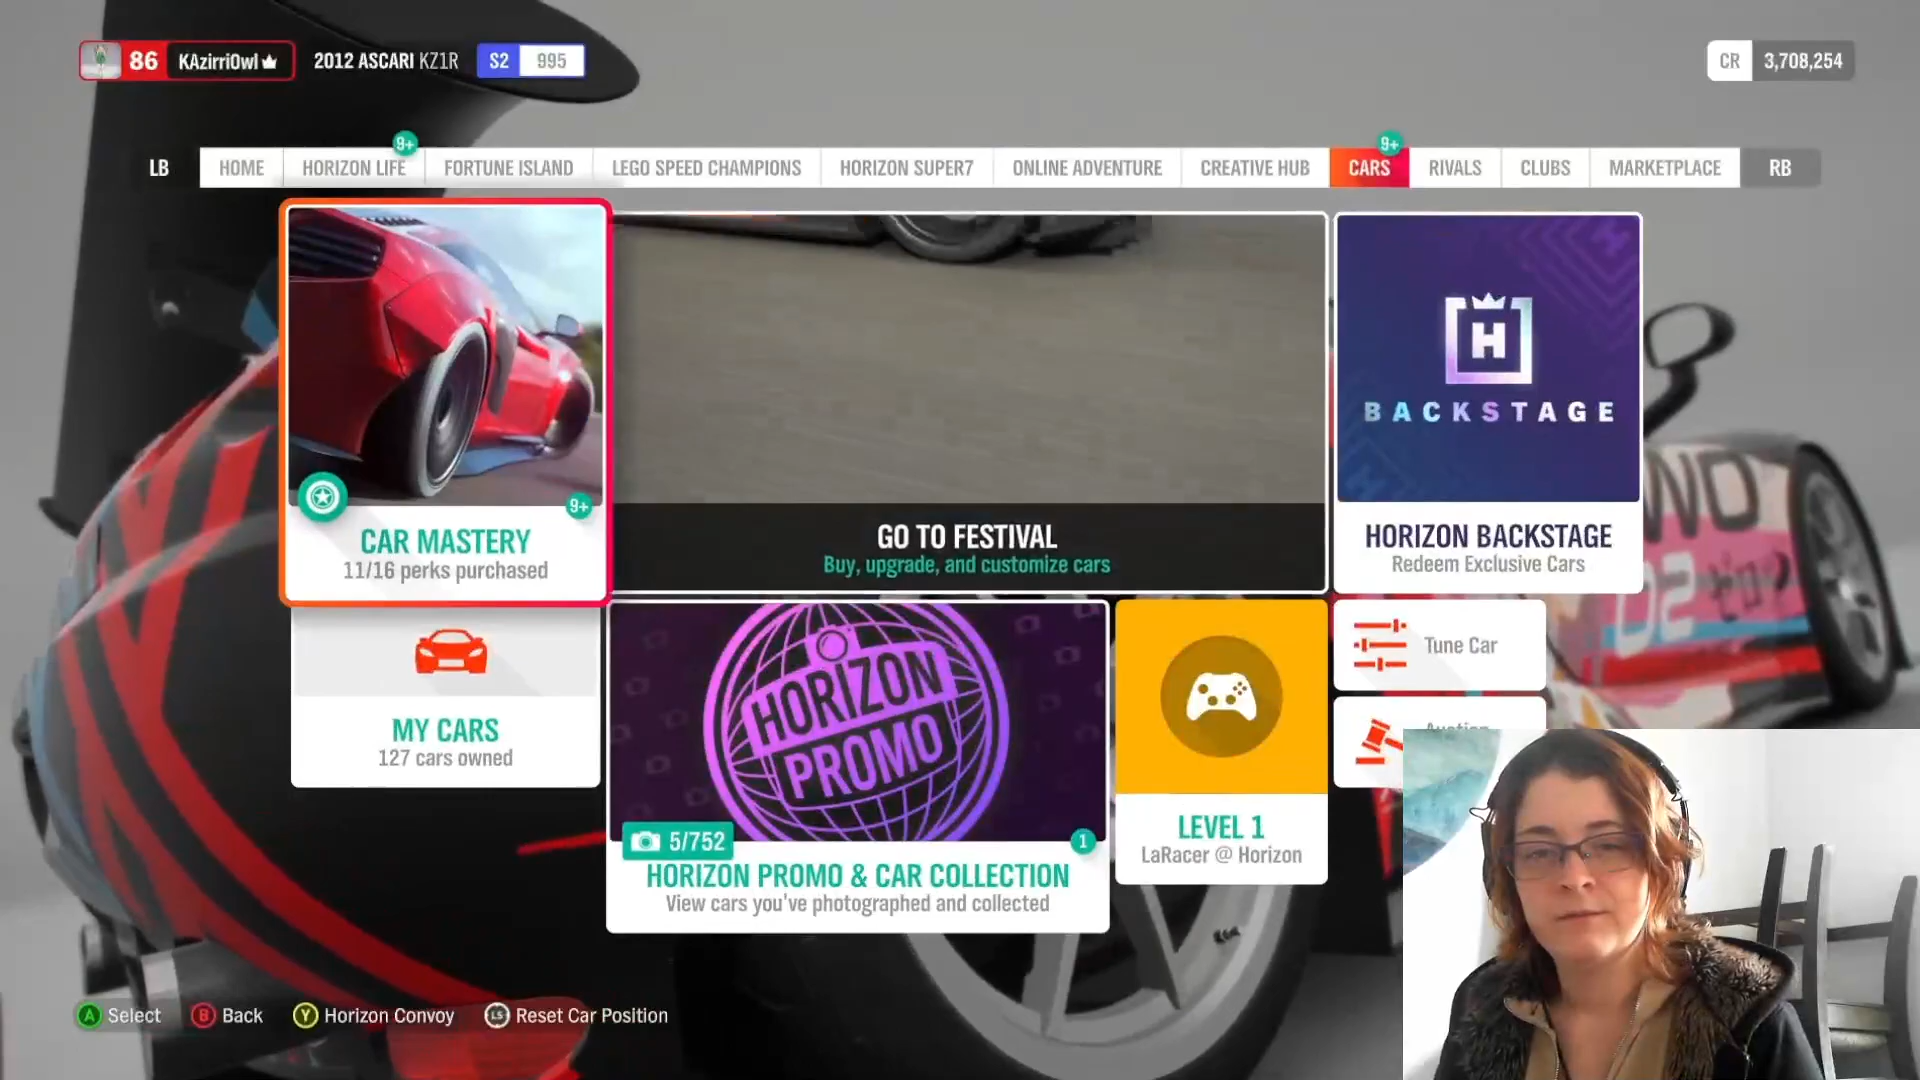 86 KAzirriOwl 2012 ASCARI KZ1R S2 995
CR 3,708,254
9+ 9+
LB HOME HORIZON LIFE FORTUNE ISLAND LEGO SPEED CHAMPIONS HORIZON SUPER7 ONLINE ADVENTURE CREATIVE HUB CARS RIVALS CLUBS MARKETPLACE RB
9+
CAR MASTERY
11/16 perks purchased
GO TO FESTIVAL
Buy, upgrade, and customize cars
H
BACKSTAGE
HORIZON BACKSTAGE
Redeem Exclusive Cars
MY CARS
127 cars owned
HORIZON
PROMO
5/752
1
HORIZON PROMO & CAR COLLECTION
View cars you've photographed and collected
LEVEL 1
LaRacer @ Horizon
Tune Car
02
A Select B Back Y Horizon Convoy LS Reset Car Position